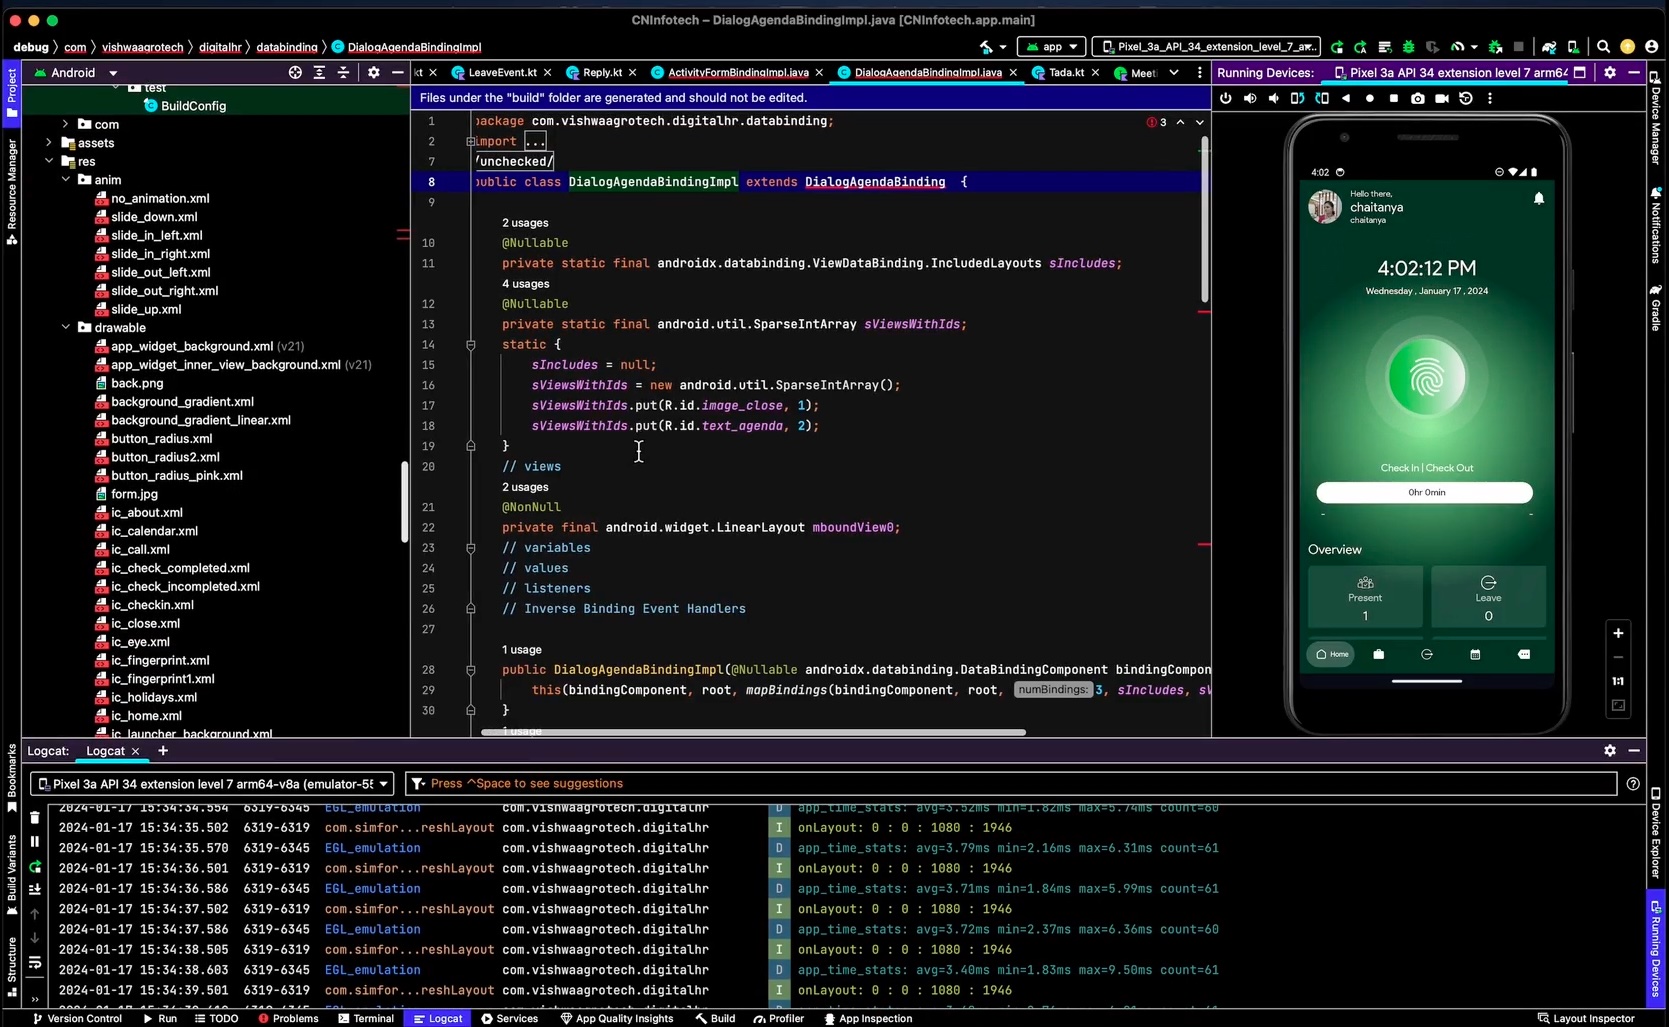 CNInfotech – DialogAgendaBindingImpl.java [CNInfotech.app.main]
debug com vishwaagrotech digitalhr databinding DialogAgendaBindingImpl
app
Pixel_3a_API_34_extension_level_7_a...
Project
Android
kt
LeaveEvent.kt
Reply.kt
ActivityFormBindingImpl.java
DialogAgendaBindingImpl.java
Tada.kt
Meeti
Running Devices:
Pixel 3a API 34 extension level 7 arm64
test
BuildConfig
com
assets
res
anim
no_animation.xml
slide_down.xml
slide_in_left.xml
slide_in_right.xml
slide_out_left.xml
slide_out_right.xml
slide_up.xml
drawable
app_widget_background.xml (v21)
app_widget_inner_view_background.xml (v21)
back.png
background_gradient.xml
background_gradient_linear.xml
button_radius.xml
button_radius2.xml
button_radius_pink.xml
form.jpg
ic_about.xml
ic_calendar.xml
ic_call.xml
ic_check_completed.xml
ic_check_incompleted.xml
ic_checkin.xml
ic_close.xml
ic_eye.xml
ic_fingerprint.xml
ic_fingerprint1.xml
ic_holidays.xml
ic_home.xml
ic_launcher_background.xml
Resource Manager
Bookmarks
Build Variants
Structure
Files under the "build" folder are generated and should not be edited.
3
1 package com.vishwaagrotech.digitalhr.databinding;
2 import ...
7 /unchecked/
8 public class DialogAgendaBindingImpl extends DialogAgendaBinding {
9
2 usages
10 @Nullable
11 private static final androidx.databinding.ViewDataBinding.IncludedLayouts sIncludes;
4 usages
12 @Nullable
13 private static final android.util.SparseIntArray sViewsWithIds;
14 static {
15 sIncludes = null;
16 sViewsWithIds = new android.util.SparseIntArray();
17 sViewsWithIds.put(R.id.image_close, 1);
18 sViewsWithIds.put(R.id.text_agenda, 2);
19 }
20 // views
2 usages
21 @NonNull
22 private final android.widget.LinearLayout mboundView0;
23 // variables
24 // values
25 // listeners
26 // Inverse Binding Event Handlers
27
1 usage
28 public DialogAgendaBindingImpl(@Nullable androidx.databinding.DataBindingComponent bindingCompon
29 this(bindingComponent, root, mapBindings(bindingComponent, root, numBindings: 3, sIncludes, sV
30 }
1 usage
4:02
Hello there,
chaitanya
chaitanya
4:02:12 PM
Wednesday , January 17 , 2024
Check In | Check Out
0hr 0min
-
-
Overview
Present
1
Leave
0
Home
1:1
Device Manager
Notifications
Gradle
Device Explorer
Running Devices
Logcat:
Logcat
Pixel 3a API 34 extension level 7 arm64-v8a (emulator-55
Press ^Space to see suggestions
2024-01-17 15:34:34.554 6319-6345 EGL_emulation com.vishwaagrotech.digitalhr D app_time_stats: avg=3.52ms min=1.82ms max=5.74ms count=60
2024-01-17 15:34:35.502 6319-6319 com.simfor...reshLayout com.vishwaagrotech.digitalhr I onLayout: 0 : 0 : 1080 : 1946
2024-01-17 15:34:35.570 6319-6345 EGL_emulation com.vishwaagrotech.digitalhr D app_time_stats: avg=3.79ms min=2.16ms max=6.31ms count=61
2024-01-17 15:34:36.501 6319-6319 com.simfor...reshLayout com.vishwaagrotech.digitalhr I onLayout: 0 : 0 : 1080 : 1946
2024-01-17 15:34:36.586 6319-6345 EGL_emulation com.vishwaagrotech.digitalhr D app_time_stats: avg=3.71ms min=1.84ms max=5.99ms count=61
2024-01-17 15:34:37.502 6319-6319 com.simfor...reshLayout com.vishwaagrotech.digitalhr I onLayout: 0 : 0 : 1080 : 1946
2024-01-17 15:34:37.586 6319-6345 EGL_emulation com.vishwaagrotech.digitalhr D app_time_stats: avg=3.72ms min=2.37ms max=6.36ms count=60
2024-01-17 15:34:38.505 6319-6319 com.simfor...reshLayout com.vishwaagrotech.digitalhr I onLayout: 0 : 0 : 1080 : 1946
2024-01-17 15:34:38.603 6319-6345 EGL_emulation com.vishwaagrotech.digitalhr D app_time_stats: avg=3.40ms min=1.83ms max=9.50ms count=61
2024-01-17 15:34:39.501 6319-6319 com.simfor...reshLayout com.vishwaagrotech.digitalhr I onLayout: 0 : 0 : 1080 : 1946
Version Control
Run
TODO
Problems
Terminal
Logcat
Services
App Quality Insights
Build
Profiler
App Inspection
Layout Inspector